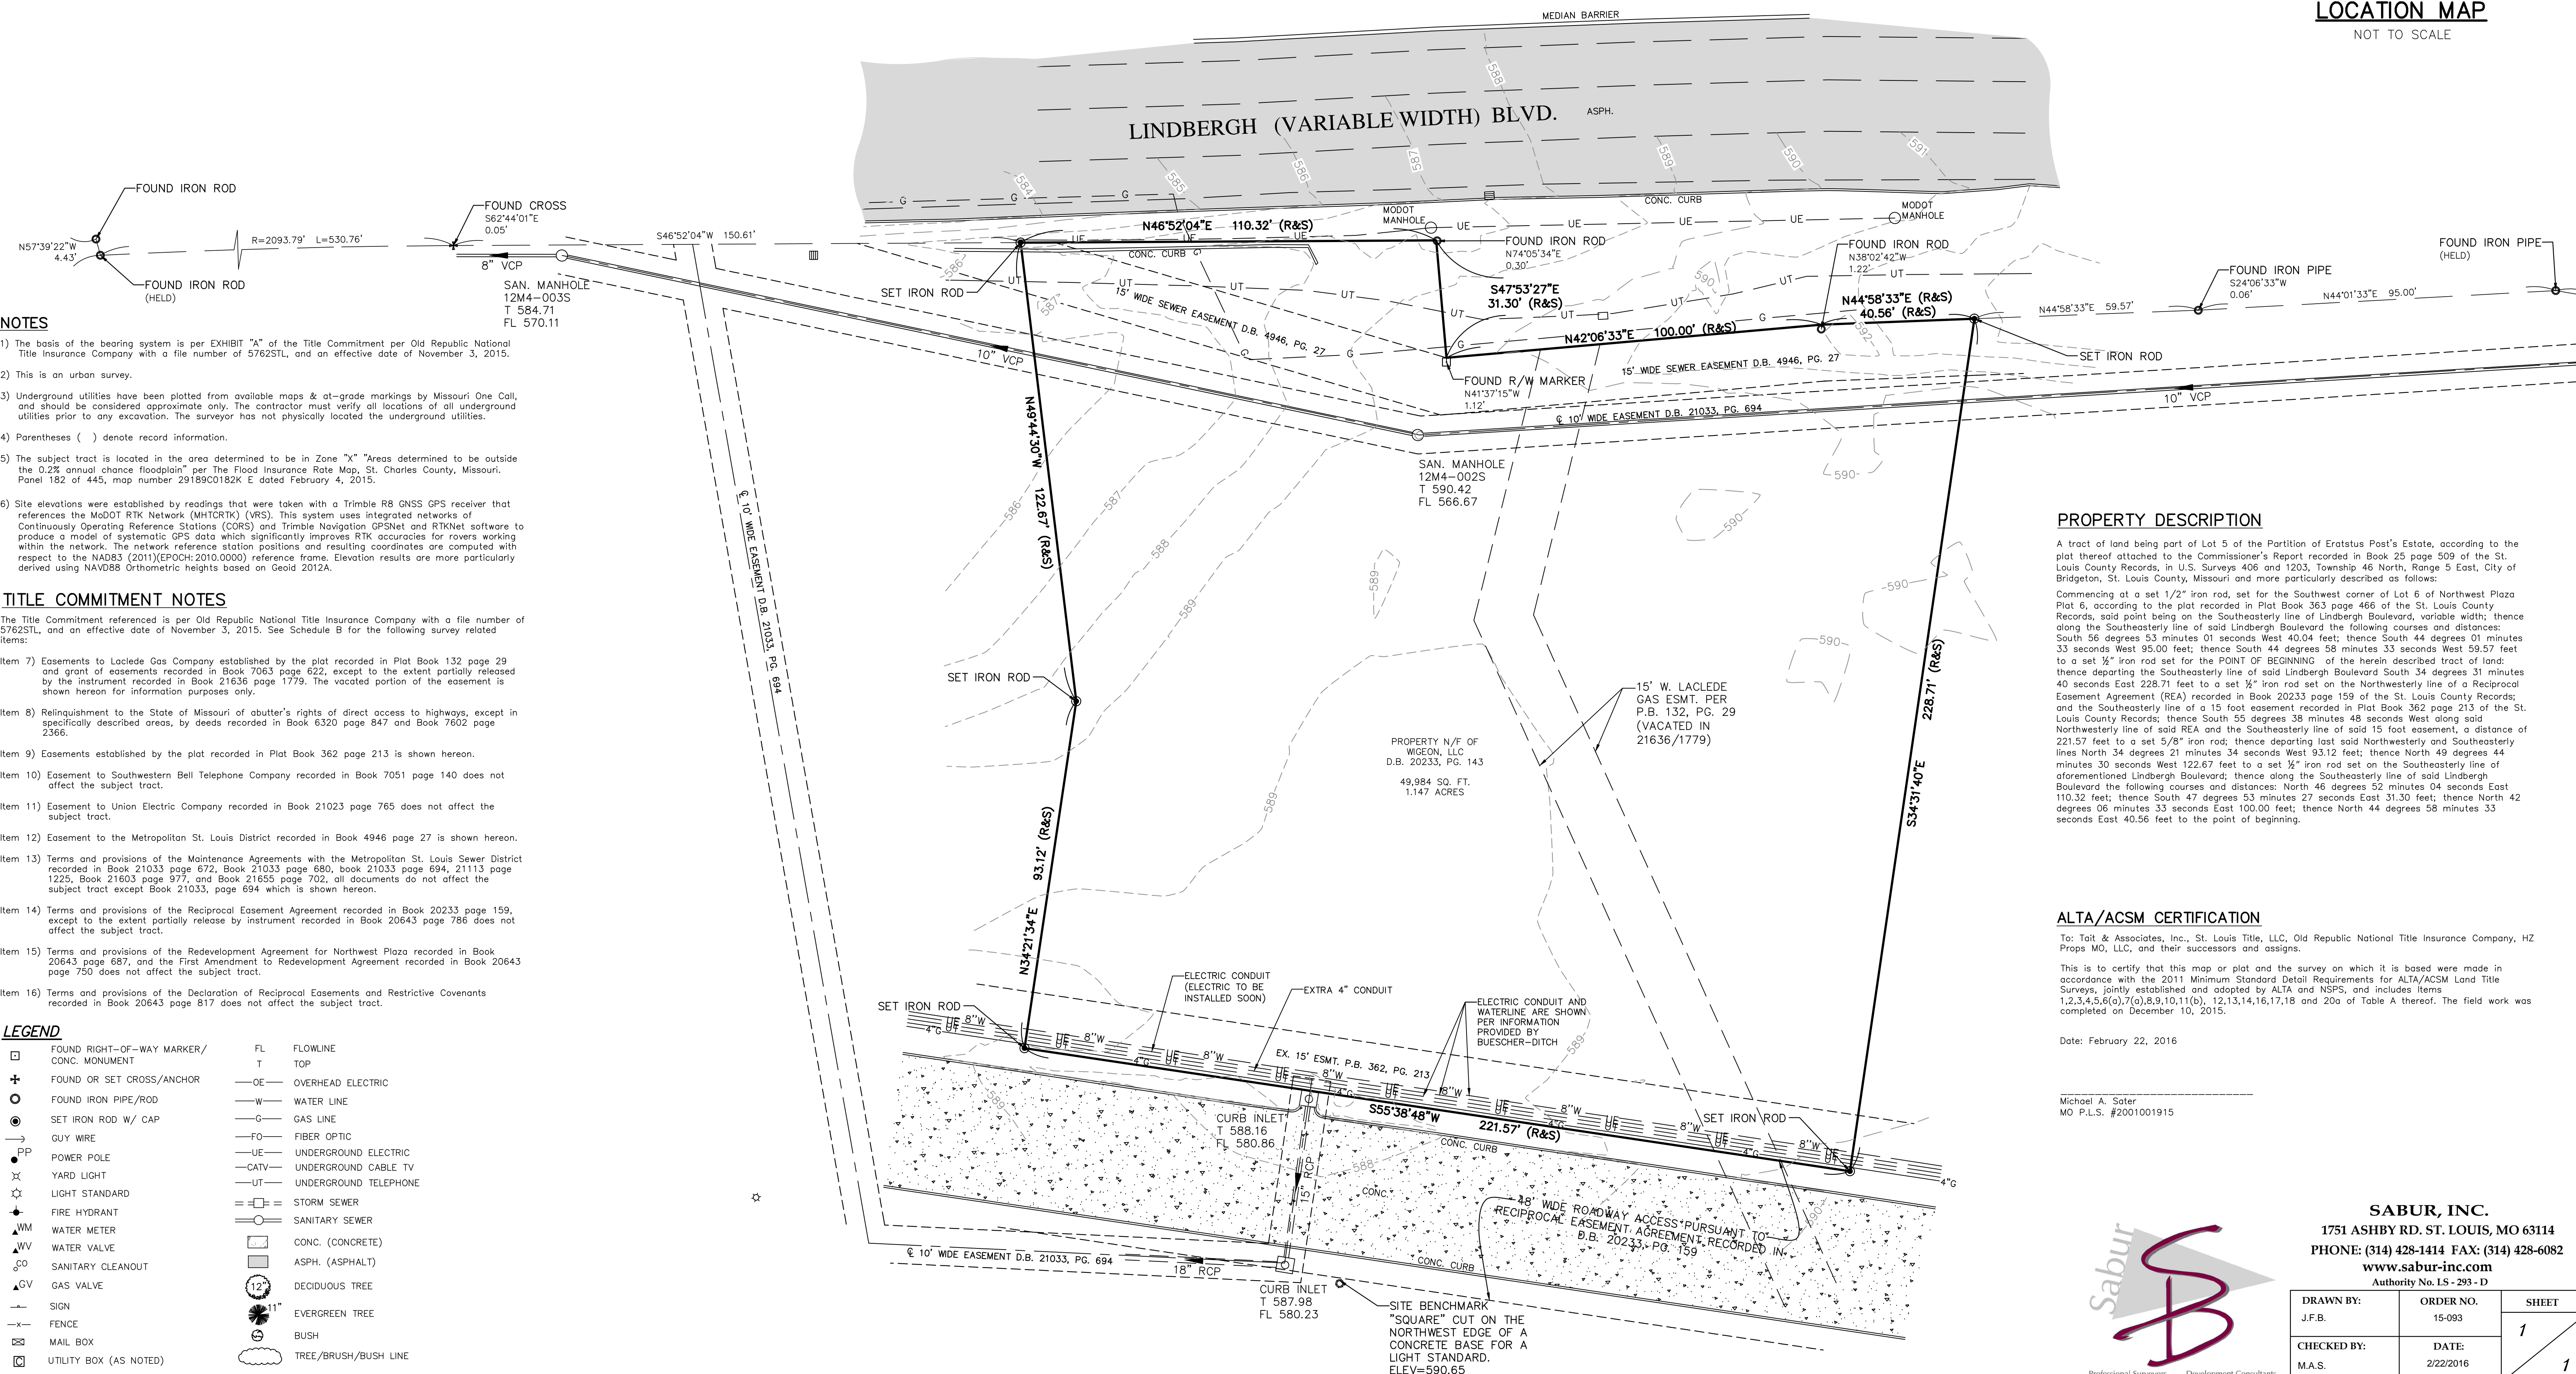 LOCATION MAP
NOT TO SCALE
MEDIAN BARRIER
LINDBERGH (VARIABLE WIDTH) BLVD.
ASPH.
588
584
585
586
587
589
590
591
G
G
G
CONC. CURB
MODOT
MANHOLE
MODOT
MANHOLE
UE
UE
UE
UE
UE
FOUND IRON ROD
N57°39'22"W
4.43'
FOUND IRON ROD
(HELD)
R=2093.79' L=530.76'
FOUND CROSS
S62°44'01"E
0.05'
8" VCP
SAN. MANHOLE
12M4-003S
T 584.71
FL 570.11
S46°52'04"W 150.61'
N46°52'04"E 110.32' (R&S)
UE
UE
UE
CONC. CURB
G
SET IRON ROD
UT
UT
UT
UT
UT
UT
UT
UT
FOUND IRON ROD
N74°05'34"E
0.30'
S47°53'27"E
31.30' (R&S)
FOUND IRON ROD
N38°02'42"W
1.22'
N44°58'33"E (R&S)
40.56' (R&S)
N44°58'33"E 59.57'
FOUND IRON PIPE
S24°06'33"W
0.06'
N44°01'33"E 95.00'
FOUND IRON PIPE
(HELD)
SET IRON ROD
15' WIDE SEWER EASEMENT D.B. 4946, PG. 27
G
G
G
G
N42°06'33"E 100.00' (R&S)
15' WIDE SEWER EASEMENT D.B. 4946, PG. 27
FOUND R/W MARKER
N41°37'15"W
1.12'
10" VCP
10" VCP
℄ 10' WIDE EASEMENT D.B. 21033, PG. 694
SAN. MANHOLE
12M4-002S
T 590.42
FL 566.67
586
587
586
587
588
589
589
589
590
592
590
590
590
590
589
589
590
588
590
N49°44'30"W 122.67' (R&S)
℄ 10' WIDE EASEMENT D.B. 21033, PG. 694
SET IRON ROD
N34°21'34"E 93.12' (R&S)
S34°31'40"E 228.71' (R&S)
15' W. LACLEDE
GAS ESMT. PER
P.B. 132, PG. 29
(VACATED IN
21636/1779)
PROPERTY N/F OF
WIGEON, LLC
D.B. 20233, PG. 143
49,984 SQ. FT.
1.147 ACRES
SET IRON ROD
ELECTRIC CONDUIT
(ELECTRIC TO BE
INSTALLED SOON)
EXTRA 4" CONDUIT
ELECTRIC CONDUIT AND
WATERLINE ARE SHOWN
PER INFORMATION
PROVIDED BY
BUESCHER-DITCH
EX. 15' ESMT. P.B. 362, PG. 213
4"G UE UT 8"W
4"G UE UT 8"W
4"G UE UT 8"W
4"G UE UT 8"W
4"G
S55°38'48"W
221.57' (R&S)
SET IRON ROD
CURB INLET
T 588.16
FL 580.86
15" RCP
CONC. CURB
CONC.
CONC. CURB
48' WIDE ROADWAY ACCESS PURSUANT TO
RECIPROCAL EASEMENT AGREEMENT RECORDED IN
D.B. 20233, PG. 159
℄ 10' WIDE EASEMENT D.B. 21033, PG. 694
18" RCP
CURB INLET
T 587.98
FL 580.23
SITE BENCHMARK
"SQUARE" CUT ON THE
NORTHWEST EDGE OF A
CONCRETE BASE FOR A
LIGHT STANDARD.
ELEV=590.65
NOTES
1) The basis of the bearing system is per EXHIBIT "A" of the Title Commitment per Old Republic National
Title Insurance Company with a file number of 5762STL, and an effective date of November 3, 2015.
2) This is an urban survey.
3) Underground utilities have been plotted from available maps & at-grade markings by Missouri One Call,
and should be considered approximate only. The contractor must verify all locations of all underground
utilities prior to any excavation. The surveyor has not physically located the underground utilities.
4) Parentheses ( ) denote record information.
5) The subject tract is located in the area determined to be in Zone "X" "Areas determined to be outside
the 0.2% annual chance floodplain" per The Flood Insurance Rate Map, St. Charles County, Missouri.
Panel 182 of 445, map number 29189C0182K E dated February 4, 2015.
6) Site elevations were established by readings that were taken with a Trimble R8 GNSS GPS receiver that
references the MoDOT RTK Network (MHTCRTK) (VRS). This system uses integrated networks of
Continuously Operating Reference Stations (CORS) and Trimble Navigation GPSNet and RTKNet software to
produce a model of systematic GPS data which significantly improves RTK accuracies for rovers working
within the network. The network reference station positions and resulting coordinates are computed with
respect to the NAD83 (2011)(EPOCH: 2010.0000) reference frame. Elevation results are more particularly
derived using NAVD88 Orthometric heights based on Geoid 2012A.
TITLE COMMITMENT NOTES
The Title Commitment referenced is per Old Republic National Title Insurance Company with a file number of
5762STL, and an effective date of November 3, 2015. See Schedule B for the following survey related
items:
Item 7) Easements to Laclede Gas Company established by the plat recorded in Plat Book 132 page 29
and grant of easements recorded in Book 7063 page 622, except to the extent partially released
by the instrument recorded in Book 21636 page 1779. The vacated portion of the easement is
shown hereon for information purposes only.
Item 8) Relinquishment to the State of Missouri of abutter's rights of direct access to highways, except in
specifically described areas, by deeds recorded in Book 6320 page 847 and Book 7602 page
2366.
Item 9) Easements established by the plat recorded in Plat Book 362 page 213 is shown hereon.
Item 10) Easement to Southwestern Bell Telephone Company recorded in Book 7051 page 140 does not
affect the subject tract.
Item 11) Easement to Union Electric Company recorded in Book 21023 page 765 does not affect the
subject tract.
Item 12) Easement to the Metropolitan St. Louis District recorded in Book 4946 page 27 is shown hereon.
Item 13) Terms and provisions of the Maintenance Agreements with the Metropolitan St. Louis Sewer District
recorded in Book 21033 page 672, Book 21033 page 680, book 21033 page 694, 21113 page
1225, Book 21603 page 977, and Book 21655 page 702, all documents do not affect the
subject tract except Book 21033, page 694 which is shown hereon.
Item 14) Terms and provisions of the Reciprocal Easement Agreement recorded in Book 20233 page 159,
except to the extent partially release by instrument recorded in Book 20643 page 786 does not
affect the subject tract.
Item 15) Terms and provisions of the Redevelopment Agreement for Northwest Plaza recorded in Book
20643 page 687, and the First Amendment to Redevelopment Agreement recorded in Book 20643
page 750 does not affect the subject tract.
Item 16) Terms and provisions of the Declaration of Reciprocal Easements and Restrictive Covenants
recorded in Book 20643 page 817 does not affect the subject tract.
LEGEND
FOUND RIGHT-OF-WAY MARKER/
CONC. MONUMENT
FOUND OR SET CROSS/ANCHOR
FOUND IRON PIPE/ROD
SET IRON ROD W/ CAP
GUY WIRE
PP POWER POLE
YARD LIGHT
LIGHT STANDARD
FIRE HYDRANT
WM WATER METER
WV WATER VALVE
CO SANITARY CLEANOUT
GV GAS VALVE
SIGN
x FENCE
MAIL BOX
C UTILITY BOX (AS NOTED)
FL FLOWLINE
T TOP
OE OVERHEAD ELECTRIC
W WATER LINE
G GAS LINE
FO FIBER OPTIC
UE UNDERGROUND ELECTRIC
CATV UNDERGROUND CABLE TV
UT UNDERGROUND TELEPHONE
STORM SEWER
SANITARY SEWER
CONC. (CONCRETE)
ASPH. (ASPHALT)
12" DECIDUOUS TREE
11" EVERGREEN TREE
BUSH
TREE/BRUSH/BUSH LINE
PROPERTY DESCRIPTION
A tract of land being part of Lot 5 of the Partition of Eratstus Post's Estate, according to the
plat thereof attached to the Commissioner's Report recorded in Book 25 page 509 of the St.
Louis County Records, in U.S. Surveys 406 and 1203, Township 46 North, Range 5 East, City of
Bridgeton, St. Louis County, Missouri and more particularly described as follows:
Commencing at a set 1/2" iron rod, set for the Southwest corner of Lot 6 of Northwest Plaza
Plat 6, according to the plat recorded in Plat Book 363 page 466 of the St. Louis County
Records, said point being on the Southeasterly line of Lindbergh Boulevard, variable width; thence
along the Southeasterly line of said Lindbergh Boulevard the following courses and distances:
South 56 degrees 53 minutes 01 seconds West 40.04 feet; thence South 44 degrees 01 minutes
33 seconds West 95.00 feet; thence South 44 degrees 58 minutes 33 seconds West 59.57 feet
to a set ½" iron rod set for the POINT OF BEGINNING of the herein described tract of land:
thence departing the Southeasterly line of said Lindbergh Boulevard South 34 degrees 31 minutes
40 seconds East 228.71 feet to a set ½" iron rod set on the Northwesterly line of a Reciprocal
Easement Agreement (REA) recorded in Book 20233 page 159 of the St. Louis County Records;
and the Southeasterly line of a 15 foot easement recorded in Plat Book 362 page 213 of the St.
Louis County Records; thence South 55 degrees 38 minutes 48 seconds West along said
Northwesterly line of said REA and the Southeasterly line of said 15 foot easement, a distance of
221.57 feet to a set 5/8" iron rod; thence departing last said Northwesterly and Southeasterly
lines North 34 degrees 21 minutes 34 seconds West 93.12 feet; thence North 49 degrees 44
minutes 30 seconds West 122.67 feet to a set ½" iron rod set on the Southeasterly line of
aforementioned Lindbergh Boulevard; thence along the Southeasterly line of said Lindbergh
Boulevard the following courses and distances: North 46 degrees 52 minutes 04 seconds East
110.32 feet; thence South 47 degrees 53 minutes 27 seconds East 31.30 feet; thence North 42
degrees 06 minutes 33 seconds East 100.00 feet; thence North 44 degrees 58 minutes 33
seconds East 40.56 feet to the point of beginning.
ALTA/ACSM CERTIFICATION
To: Tait & Associates, Inc., St. Louis Title, LLC, Old Republic National Title Insurance Company, HZ
Props MO, LLC, and their successors and assigns.
This is to certify that this map or plat and the survey on which it is based were made in
accordance with the 2011 Minimum Standard Detail Requirements for ALTA/ACSM Land Title
Surveys, jointly established and adopted by ALTA and NSPS, and includes Items
1,2,3,4,5,6(a),7(a),8,9,10,11(b), 12,13,14,16,17,18 and 20a of Table A thereof. The field work was
completed on December 10, 2015.
Date: February 22, 2016
Michael A. Sater
MO P.L.S. #2001001915
Sabur
SABUR, INC.
1751 ASHBY RD. ST. LOUIS, MO 63114
PHONE: (314) 428-1414 FAX: (314) 428-6082
www.sabur-inc.com
Authority No. LS - 293 - D
DRAWN BY:
J.F.B.
ORDER NO.
15-093
SHEET
1
1
CHECKED BY:
M.A.S.
DATE:
2/22/2016